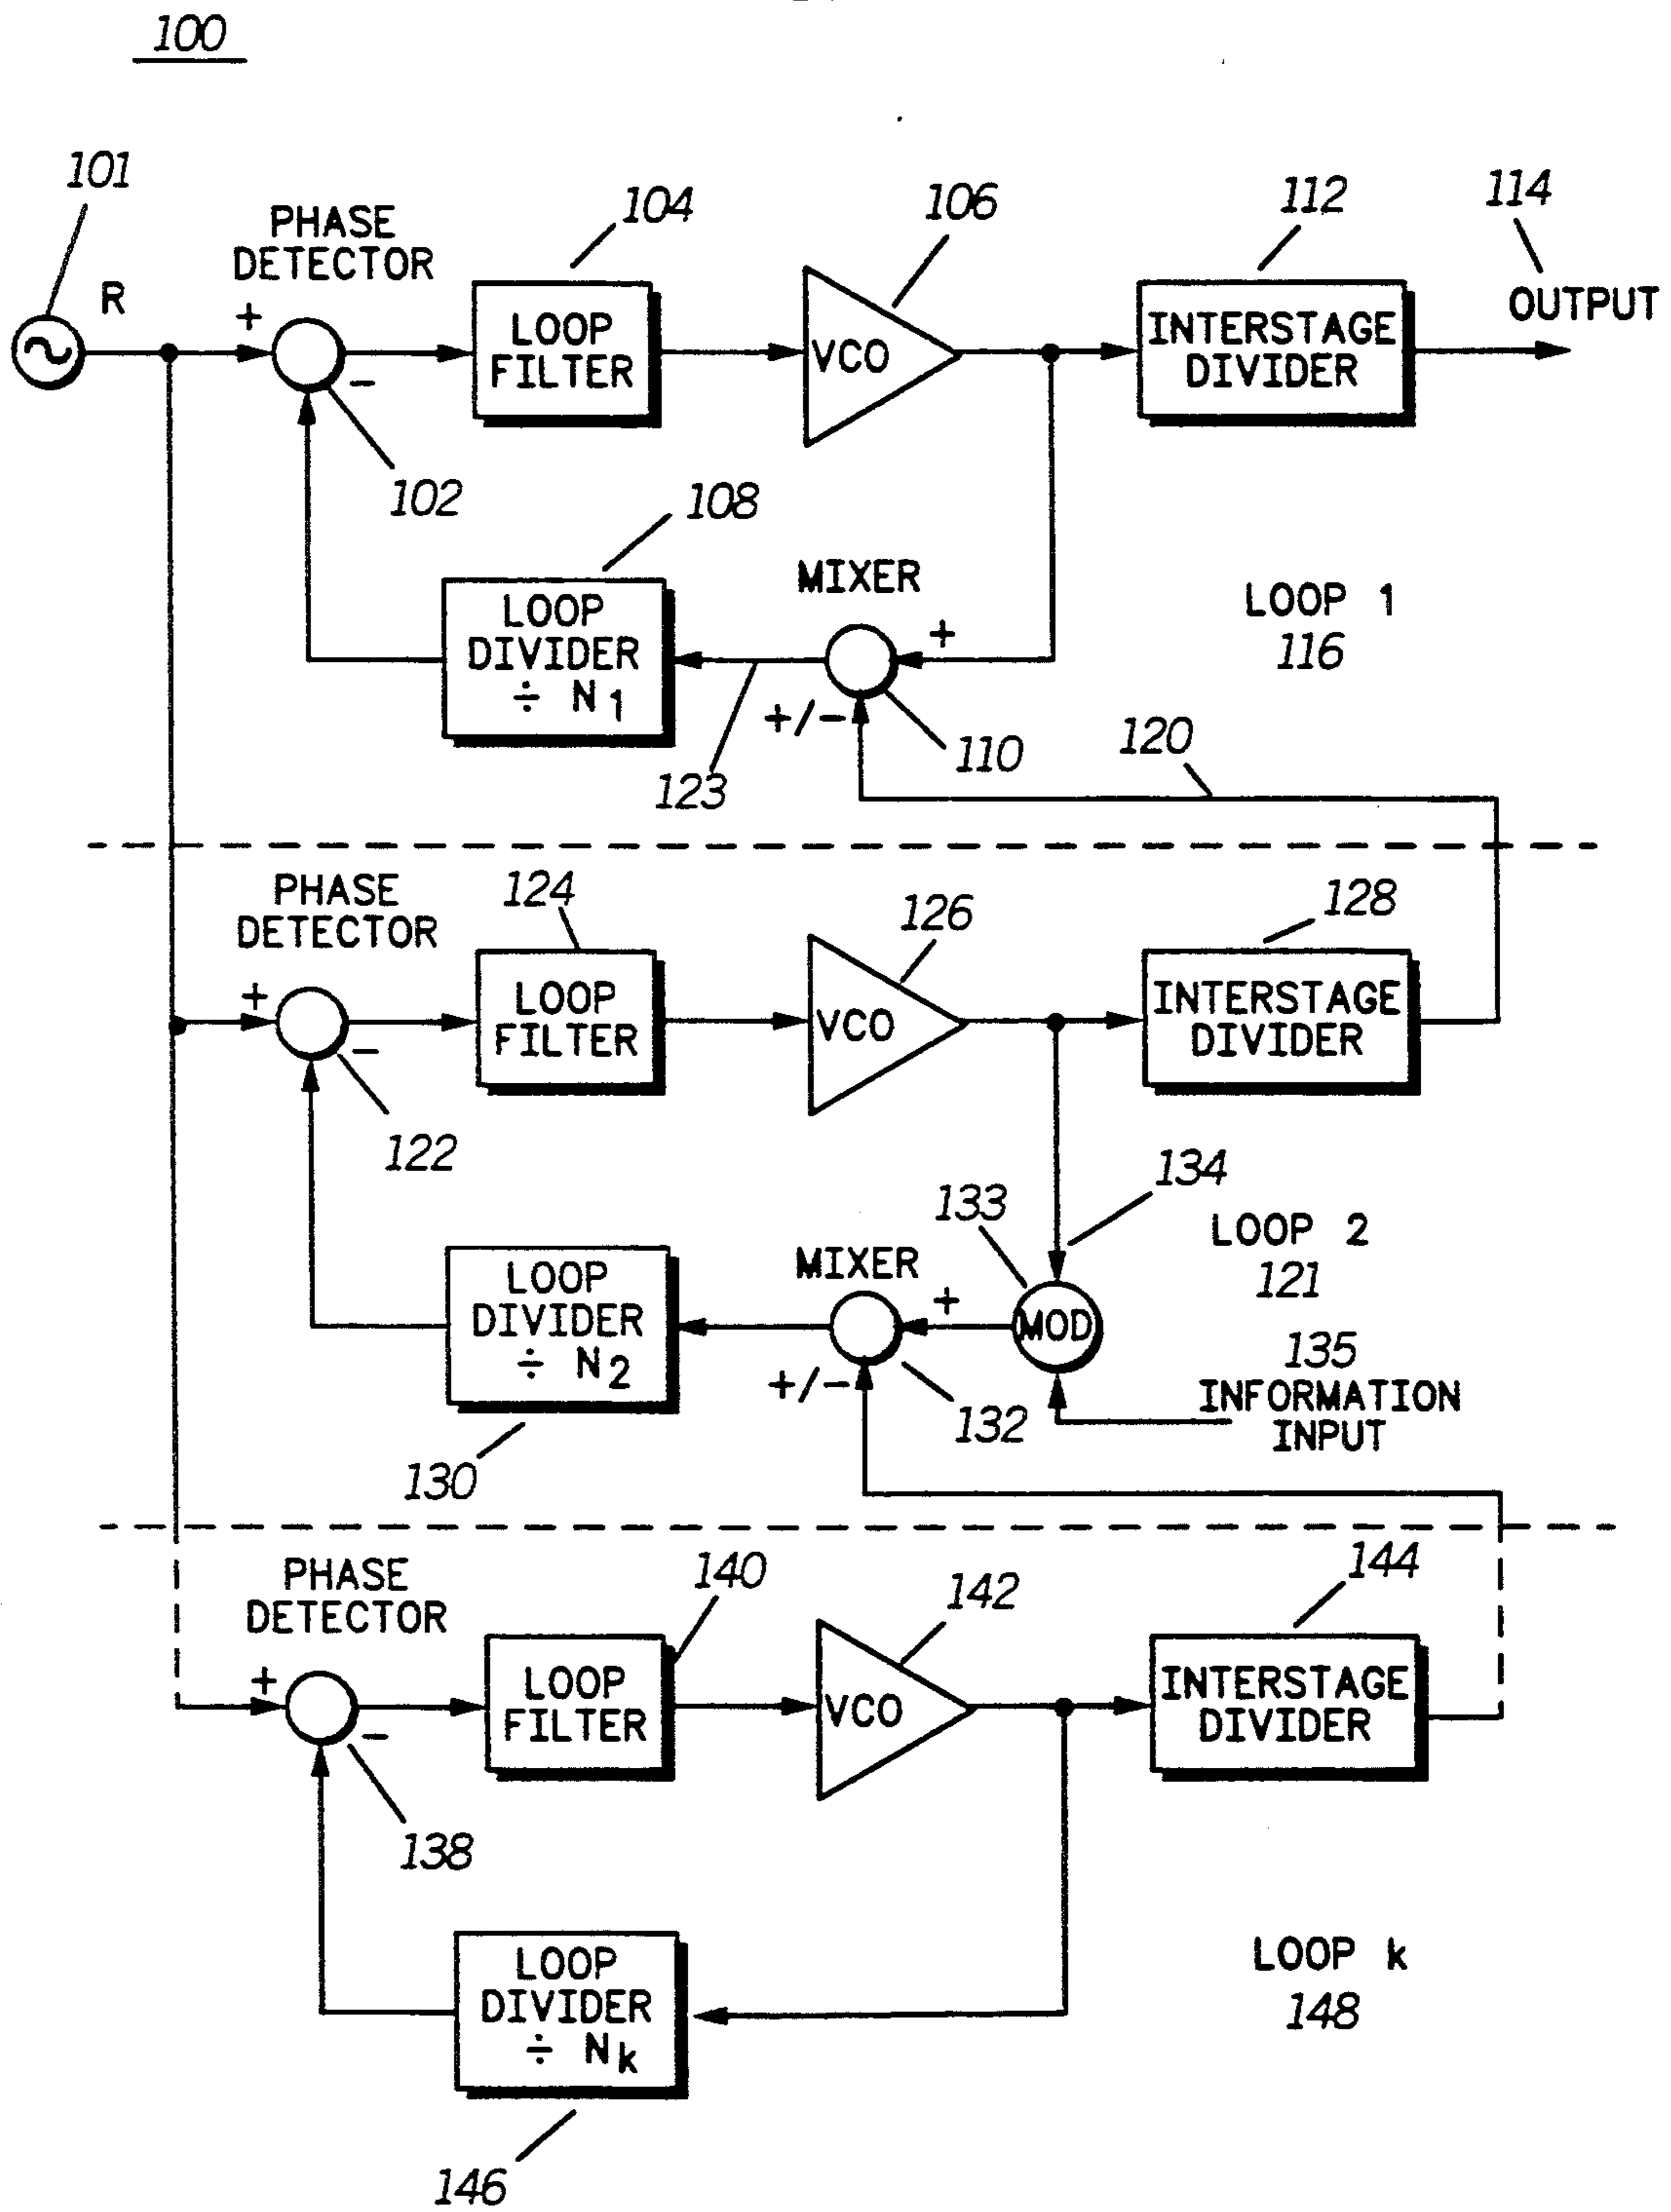 100
101
R
PHASE
DETECTOR
+
-
102
104
LOOP
FILTER
106
VCO
112
INTERSTAGE
DIVIDER
114
OUTPUT
108
LOOP
DIVIDER
÷ N1
MIXER
+
+/-
110
123
120
LOOP 1
116
PHASE
DETECTOR
+
-
122
124
LOOP
FILTER
126
VCO
128
INTERSTAGE
DIVIDER
134
133
MOD
LOOP 2
121
135
INFORMATION
INPUT
MIXER
+
+/-
132
LOOP
DIVIDER
÷ N2
130
PHASE
DETECTOR
+
-
138
140
LOOP
FILTER
142
VCO
144
INTERSTAGE
DIVIDER
LOOP
DIVIDER
÷ Nk
146
LOOP k
148